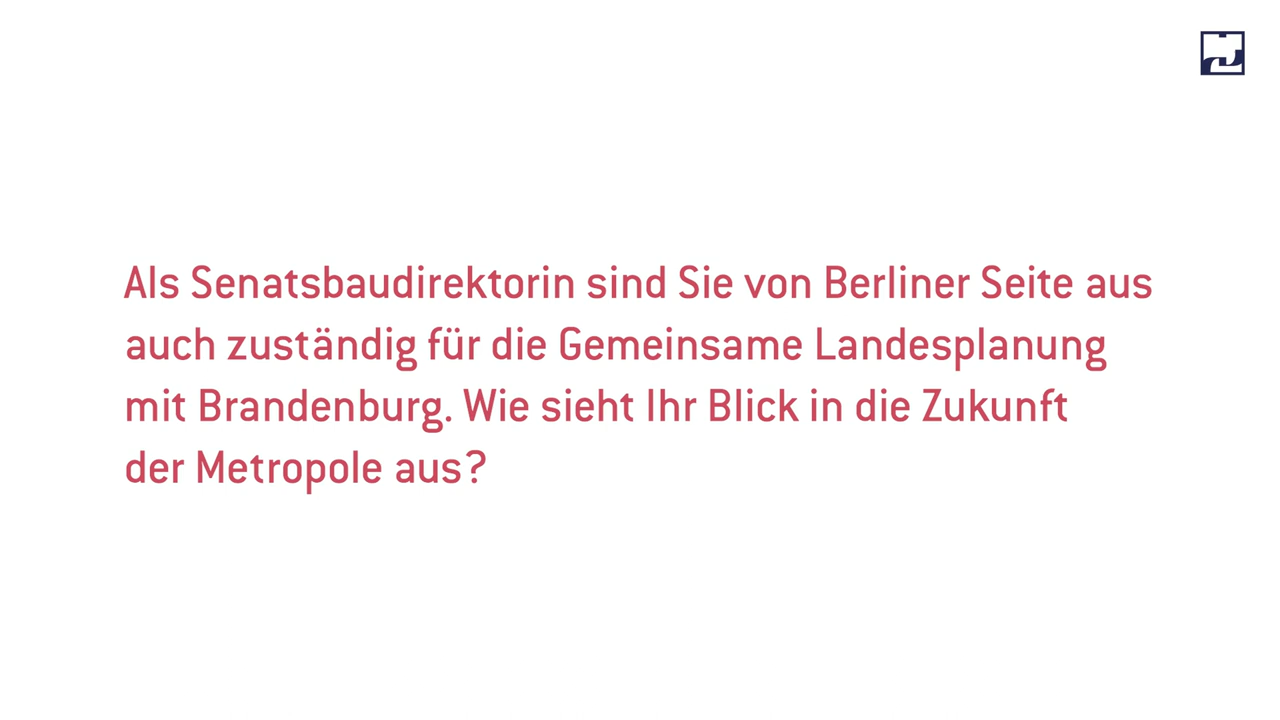 Als Senatsbaudirektorin sind Sie von Berliner Seite aus
auch zuständig für die Gemeinsame Landesplanung
mit Brandenburg. Wie sieht Ihr Blick in die Zukunft
der Metropole aus?